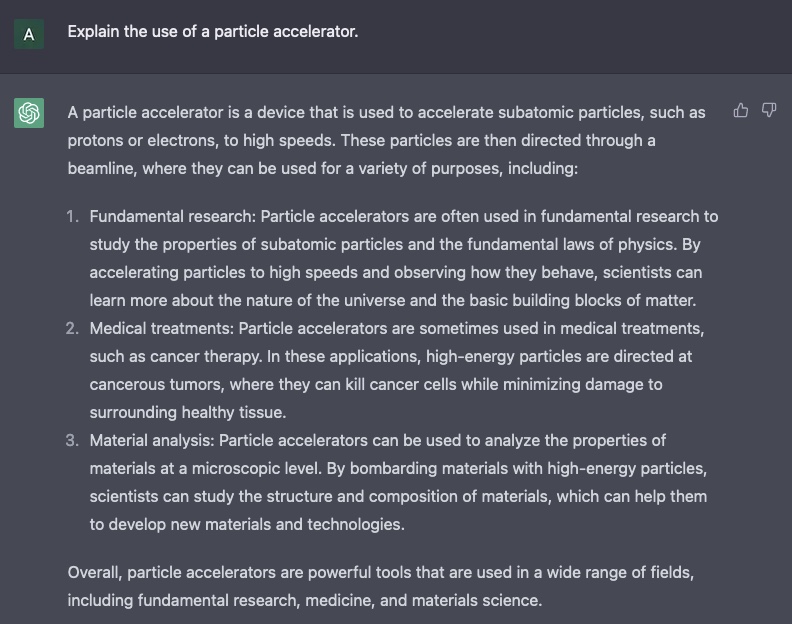 A
Explain the use of a particle accelerator.
A particle accelerator is a device that is used to accelerate subatomic particles, such as
protons or electrons, to high speeds. These particles are then directed through a
beamline, where they can be used for a variety of purposes, including:
1. Fundamental research: Particle accelerators are often used in fundamental research to
study the properties of subatomic particles and the fundamental laws of physics. By
accelerating particles to high speeds and observing how they behave, scientists can
learn more about the nature of the universe and the basic building blocks of matter.
2. Medical treatments: Particle accelerators are sometimes used in medical treatments,
such as cancer therapy. In these applications, high-energy particles are directed at
cancerous tumors, where they can kill cancer cells while minimizing damage to
surrounding healthy tissue.
3. Material analysis: Particle accelerators can be used to analyze the properties of
materials at a microscopic level. By bombarding materials with high-energy particles,
scientists can study the structure and composition of materials, which can help them
to develop new materials and technologies.
Overall, particle accelerators are powerful tools that are used in a wide range of fields,
including fundamental research, medicine, and materials science.